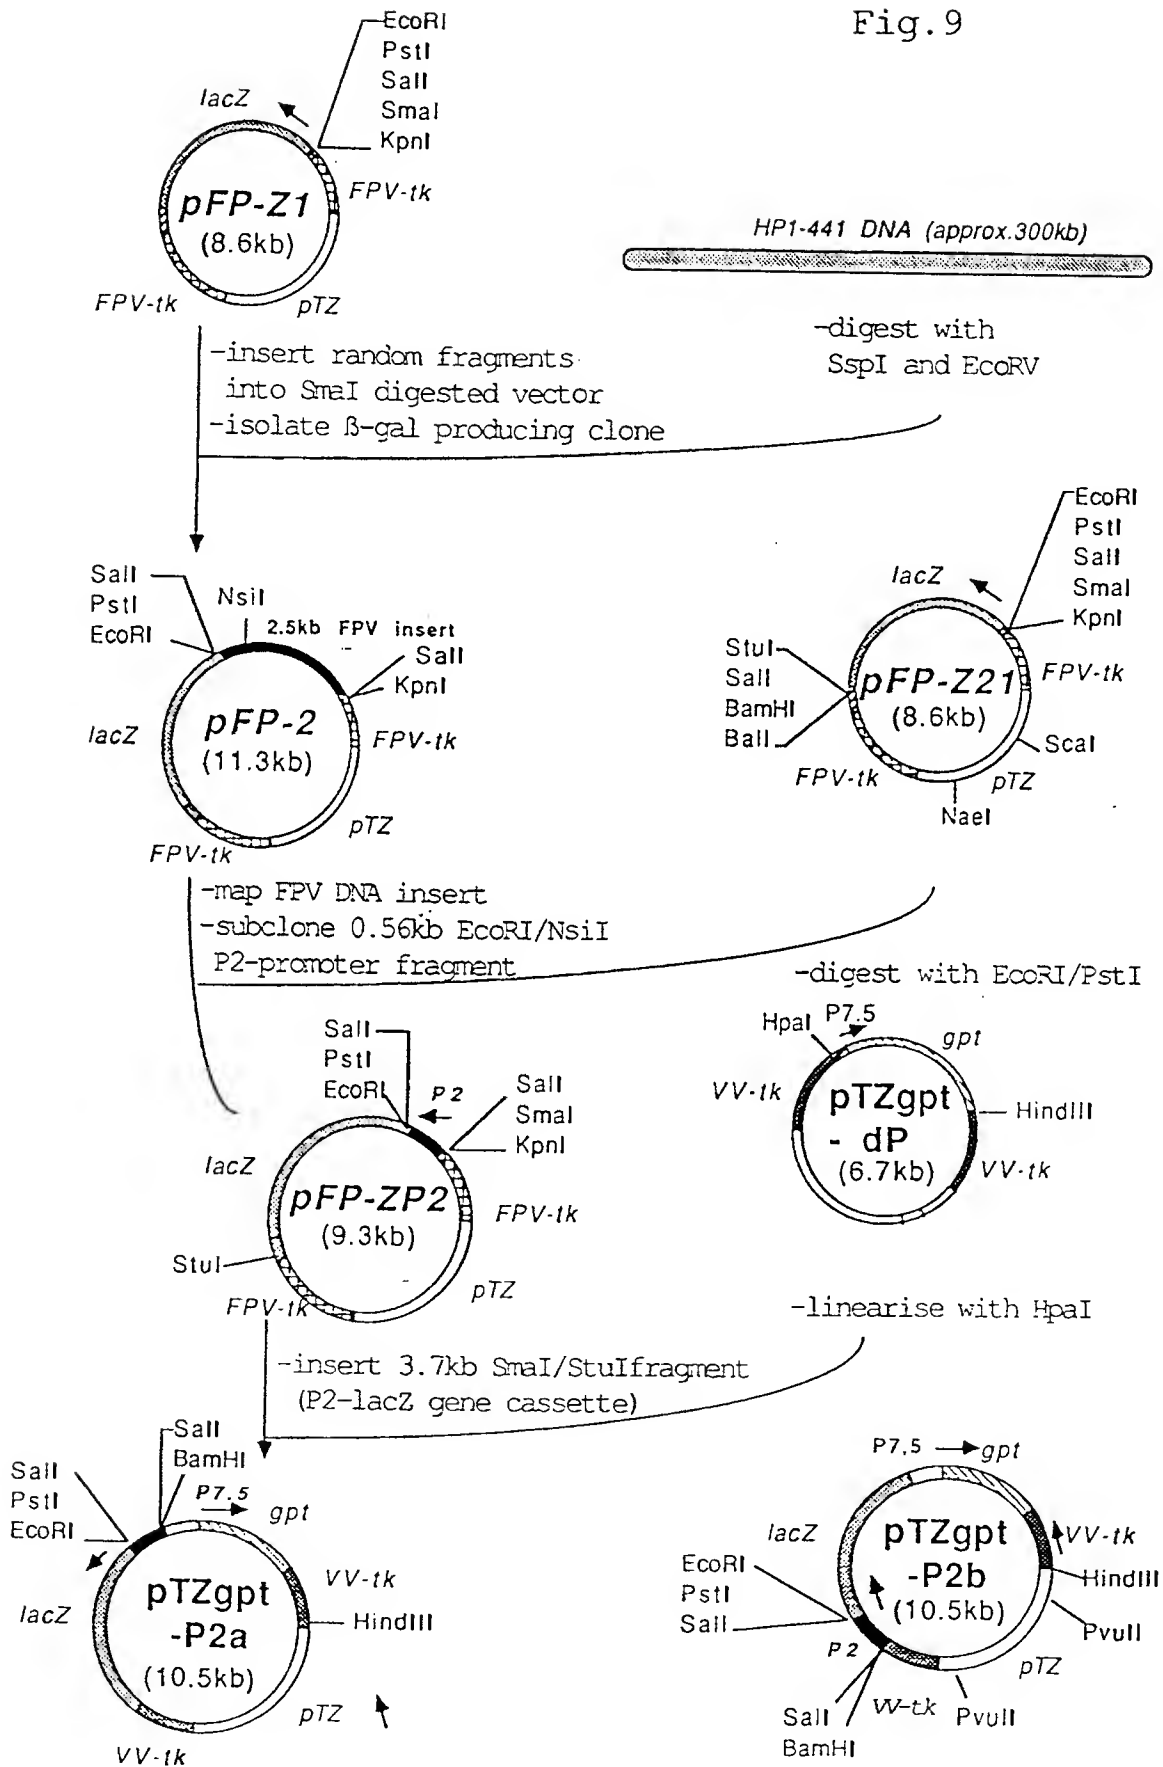 Fig.9
EcoRI
PstI
SalI
SmaI
KpnI
lacZ
FPV-tk
pFP-Z1
(8.6kb)
FPV-tk
pTZ
HP1-441 DNA (approx.300kb)
-digest with
SspI and EcoRV
-insert random fragments
into SmaI digested vector
-isolate ß-gal producing clone
SalI
PstI
EcoRI
NsiI
2.5kb FPV insert
SalI
KpnI
lacZ
pFP-2
(11.3kb)
FPV-tk
pTZ
FPV-tk
EcoRI
PstI
SalI
SmaI
KpnI
lacZ
StuI
SalI
BamHI
BalI
pFP-Z21
(8.6kb)
FPV-tk
ScaI
FPV-tk
pTZ
NaeI
-map FPV DNA insert
-subclone 0.56kb EcoRI/NsiI
P2-promoter fragment
-digest with EcoRI/PstI
SalI
PstI
EcoRI
P2
SalI
SmaI
KpnI
lacZ
pFP-ZP2
(9.3kb)
FPV-tk
StuI
FPV-tk
pTZ
HpaI
P7.5
gpt
VV-tk
pTZgpt
- dP
(6.7kb)
HindIII
VV-tk
-linearise with HpaI
-insert 3.7kb SmaI/StuIfragment
(P2-lacZ gene cassette)
SalI
BamHI
SalI
PstI
EcoRI
P7.5
gpt
lacZ
pTZgpt
-P2a
(10.5kb)
VV-tk
HindIII
pTZ
VV-tk
P7,5
gpt
lacZ
pTZgpt
-P2b
(10.5kb)
VV-tk
HindIII
PvuII
EcoRI
PstI
SalI
P2
pTZ
VV-tk
PvuII
SalI
BamHI